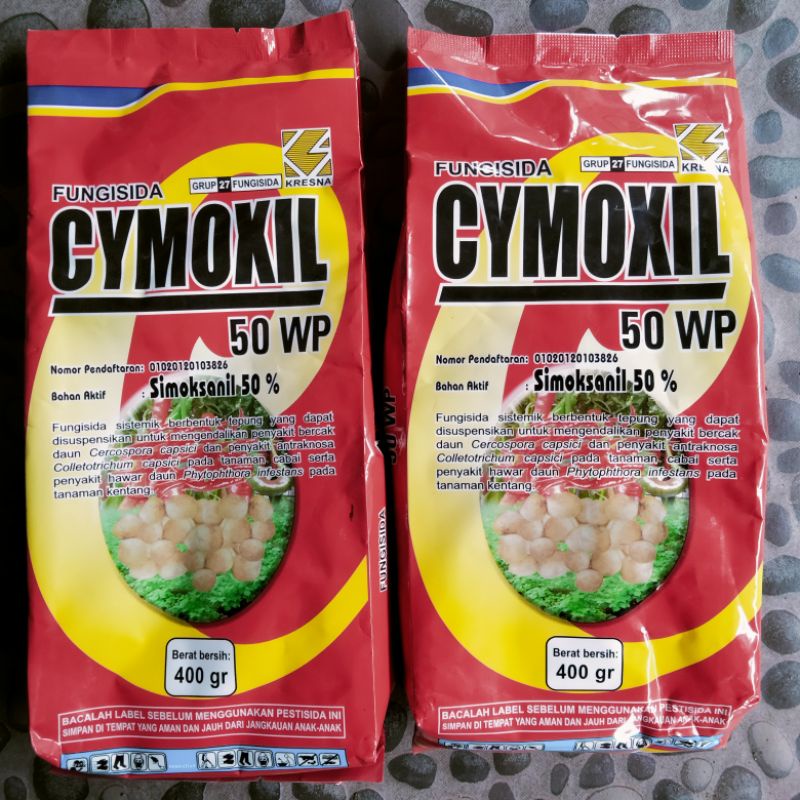 KRESNA
GRUP 27 FUNGISIDA
FUNGISIDA
CYMOXIL
50 WP
Nomor Pendaftaran: 01020120103826
Bahan Aktif : Simoksanil 50 %
Fungisida sistemik berbentuk tepung yang dapat
disuspensikan untuk mengendalikan penyakit bercak
daun Cercospora capsici dan penyakit antraknosa
Colletotrichum capsici pada tanaman cabai serta
penyakit hawar daun Phytophthora infestans pada
tanaman kentang.
Berat bersih:
400 gr
BACALAH LABEL SEBELUM MENGGUNAKAN PESTISIDA INI
SIMPAN DI TEMPAT YANG AMAN DAN JAUH DARI JANGKAUAN ANAK-ANAK
50 WP
FUNGISIDA
KRESNA
GRUP 27 FUNGISIDA
FUNGISIDA
CYMOXIL
50 WP
Nomor Pendaftaran: 01020120103826
Bahan Aktif : Simoksanil 50 %
Fungisida sistemik berbentuk tepung yang dapat
disuspensikan untuk mengendalikan penyakit bercak
daun Cercospora capsici dan penyakit antraknosa
Colletotrichum capsici pada tanaman cabai serta
penyakit hawar daun Phytophthora infestans pada
tanaman kentang.
Berat bersih:
400 gr
BACALAH LABEL SEBELUM MENGGUNAKAN PESTISIDA INI
SIMPAN DI TEMPAT YANG AMAN DAN JAUH DARI JANGKAUAN ANAK-ANAK